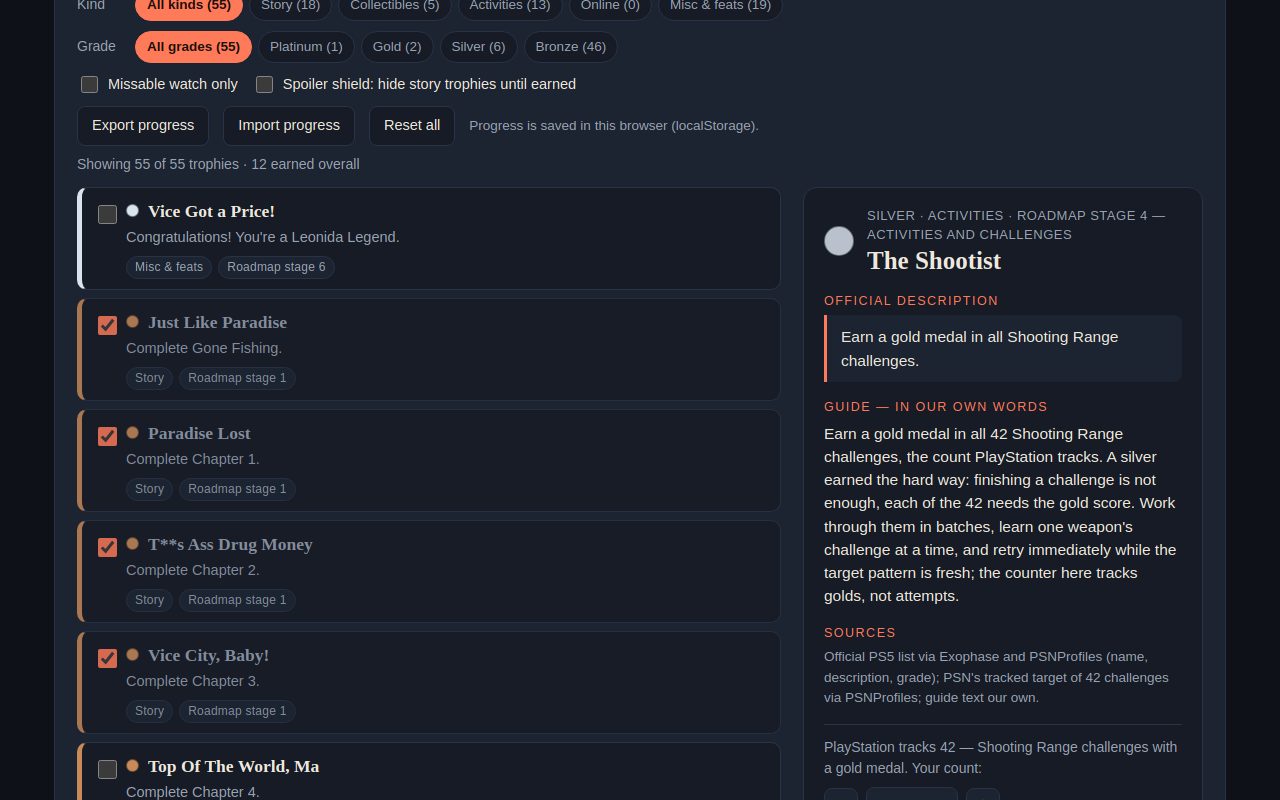 Kind All kinds (55) Story (18) Collectibles (5) Activities (13) Online (0) Misc & feats (19)
Grade All grades (55) Platinum (1) Gold (2) Silver (6) Bronze (46)
Missable watch only Spoiler shield: hide story trophies until earned
Export progress Import progress Reset all Progress is saved in this browser (localStorage).
Showing 55 of 55 trophies · 12 earned overall
Vice Got a Price!
Congratulations! You're a Leonida Legend.
Misc & feats Roadmap stage 6
Just Like Paradise
Complete Gone Fishing.
Story Roadmap stage 1
Paradise Lost
Complete Chapter 1.
Story Roadmap stage 1
T**s Ass Drug Money
Complete Chapter 2.
Story Roadmap stage 1
Vice City, Baby!
Complete Chapter 3.
Story Roadmap stage 1
Top Of The World, Ma
Complete Chapter 4.
SILVER · ACTIVITIES · ROADMAP STAGE 4 —
ACTIVITIES AND CHALLENGES
The Shootist
OFFICIAL DESCRIPTION
Earn a gold medal in all Shooting Range
challenges.
GUIDE — IN OUR OWN WORDS
Earn a gold medal in all 42 Shooting Range
challenges, the count PlayStation tracks. A silver
earned the hard way: finishing a challenge is not
enough, each of the 42 needs the gold score. Work
through them in batches, learn one weapon's
challenge at a time, and retry immediately while the
target pattern is fresh; the counter here tracks
golds, not attempts.
SOURCES
Official PS5 list via Exophase and PSNProfiles (name,
description, grade); PSN's tracked target of 42 challenges
via PSNProfiles; guide text our own.
PlayStation tracks 42 — Shooting Range challenges with
a gold medal. Your count: